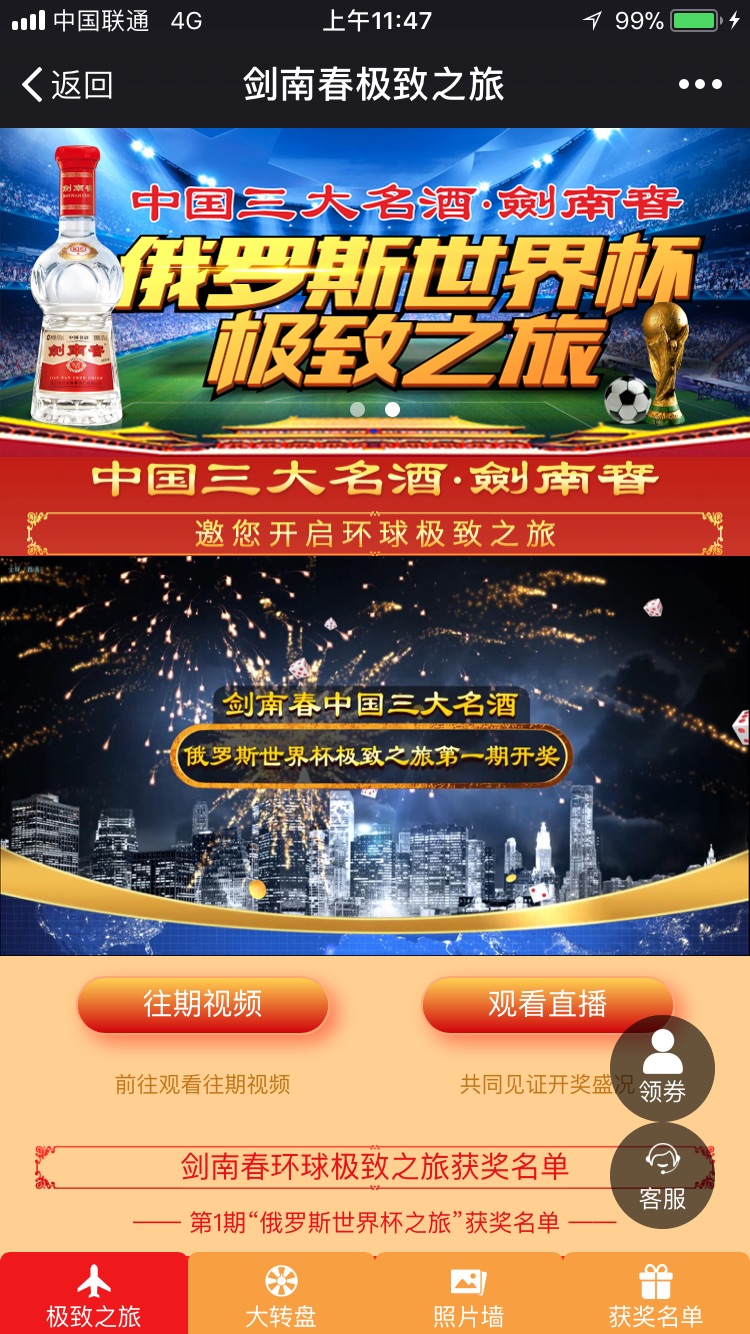 中国联通 4G 上午11:47 99%
返回 剑南春极致之旅
中国三大名酒·劍南春
俄罗斯世界杯
极致之旅
劍南春
中国三大名酒·劍南春
邀您开启环球极致之旅
剑南春中国三大名酒
俄罗斯世界杯极致之旅第一期开奖
往期视频 观看直播
前往观看往期视频 共同见证开奖盛况
领券
剑南春环球极致之旅获奖名单
客服
第1期“俄罗斯世界杯之旅”获奖名单
极致之旅 大转盘 照片墙 获奖名单